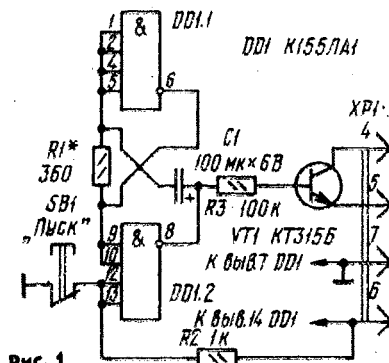 1
2
4
5
&
6
DD1.1
DD1 К155ЛА1
XP1
4
R1*
360
C1
100 мк × 6В
SB1
„Пуск”
9
10
12
13
&
8
DD1.2
R3 100к
VT1 КТ315Б
5
7
К выв.7 DD1
6
К выв.14 DD1
R2 1к
Рис. 1